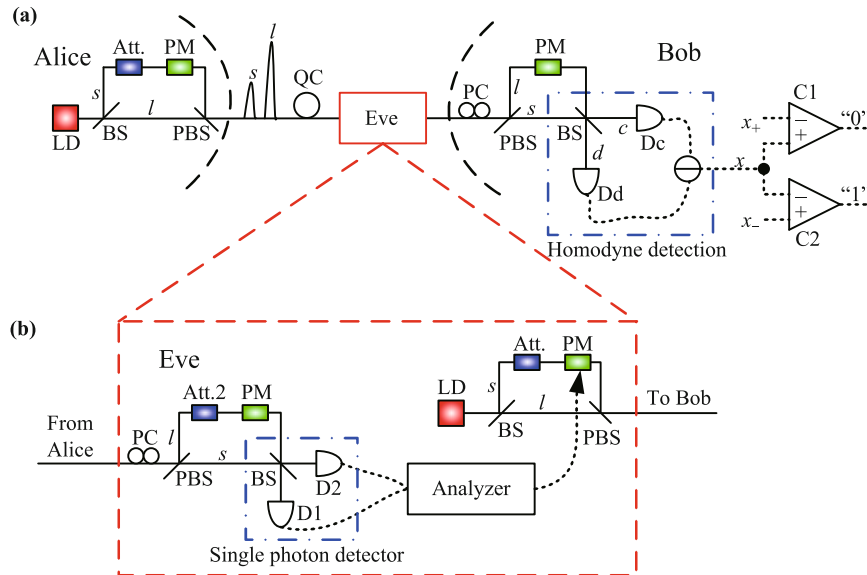 (a)
Alice
Att.
PM
s
l
LD
BS
PBS
s
l
QC
Eve
Bob
PC
PM
l
s
PBS
BS
c
Dc
d
Dd
Homodyne detection
x
x+
x−
C1
−
+
“0’
−
+
C2
“1’
(b)
Eve
From
Alice
PC
Att.2
PM
l
s
PBS
BS
D2
D1
Single photon detector
Analyzer
LD
Att.
PM
s
l
BS
PBS
To Bob